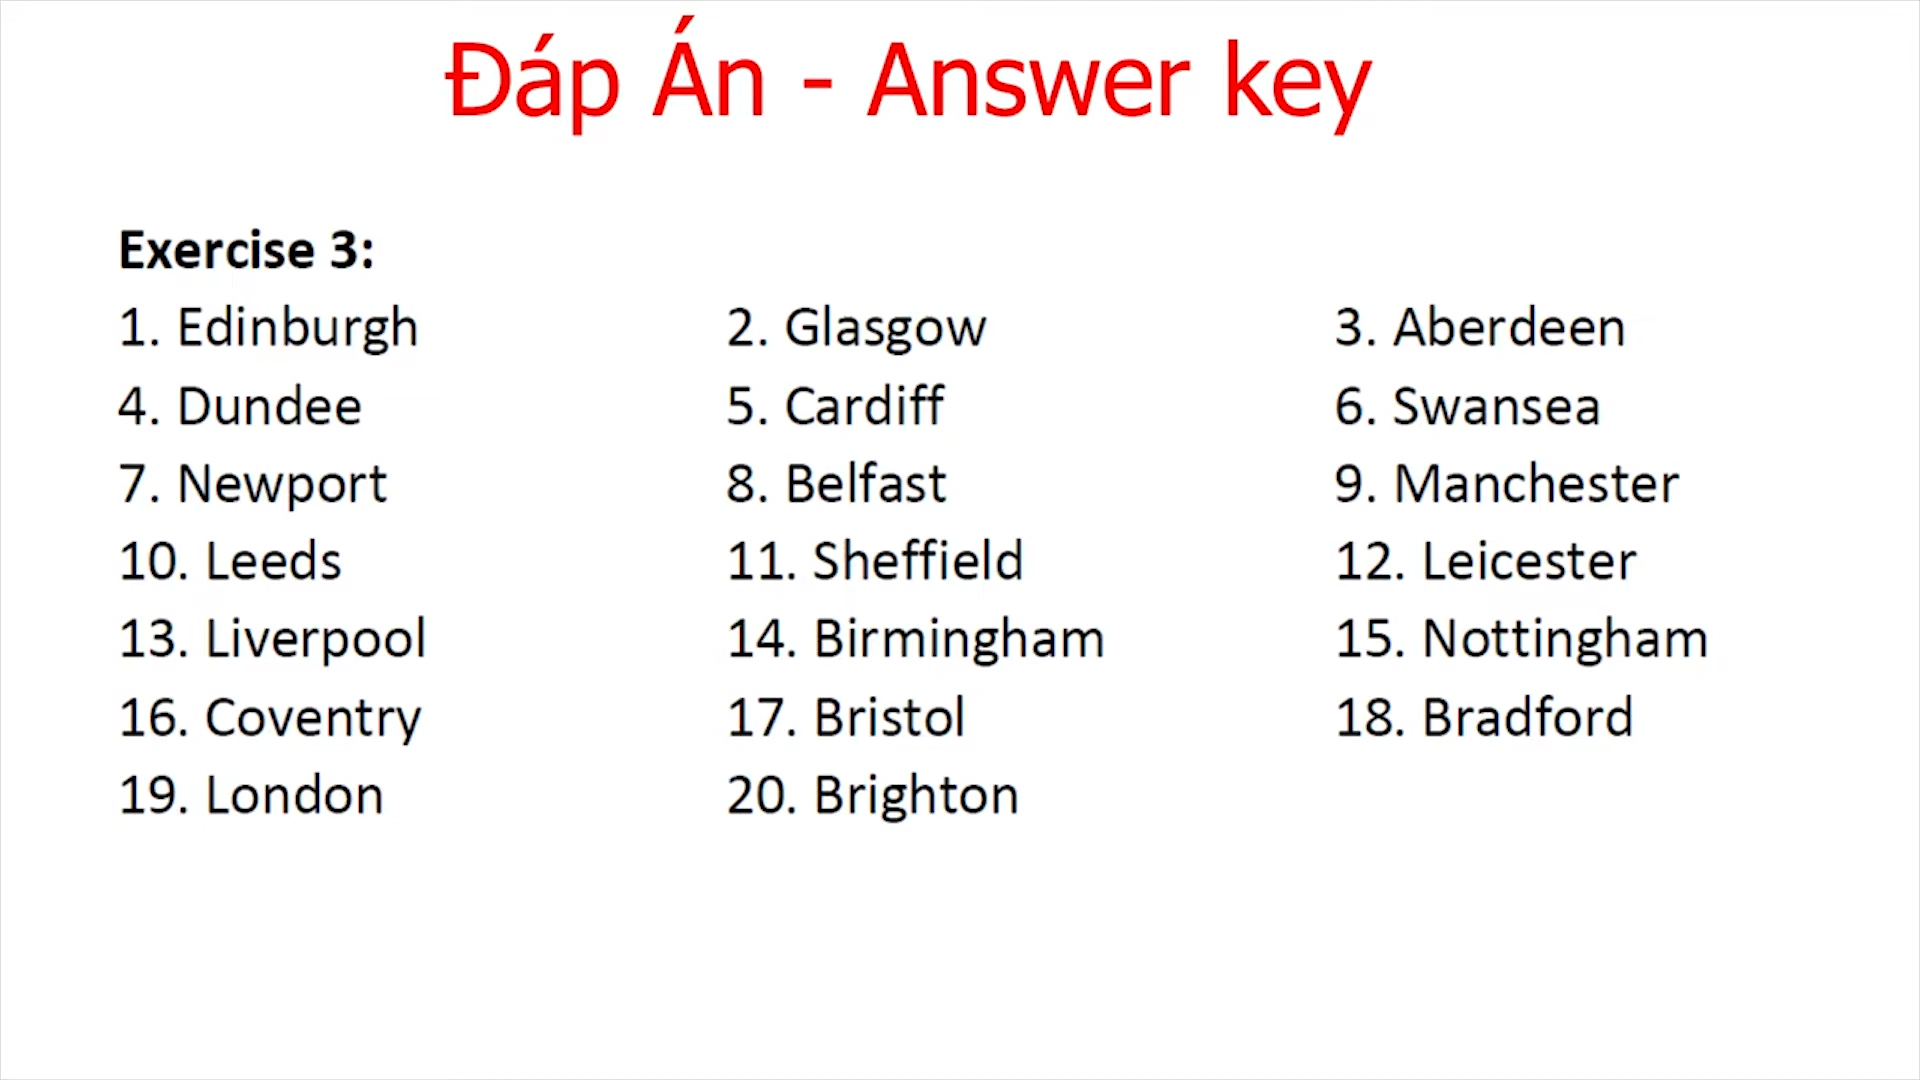 Đáp Án - Answer key
Exercise 3:
1. Edinburgh 2. Glasgow 3. Aberdeen
4. Dundee 5. Cardiff 6. Swansea
7. Newport 8. Belfast 9. Manchester
10. Leeds 11. Sheffield 12. Leicester
13. Liverpool 14. Birmingham 15. Nottingham
16. Coventry 17. Bristol 18. Bradford
19. London 20. Brighton